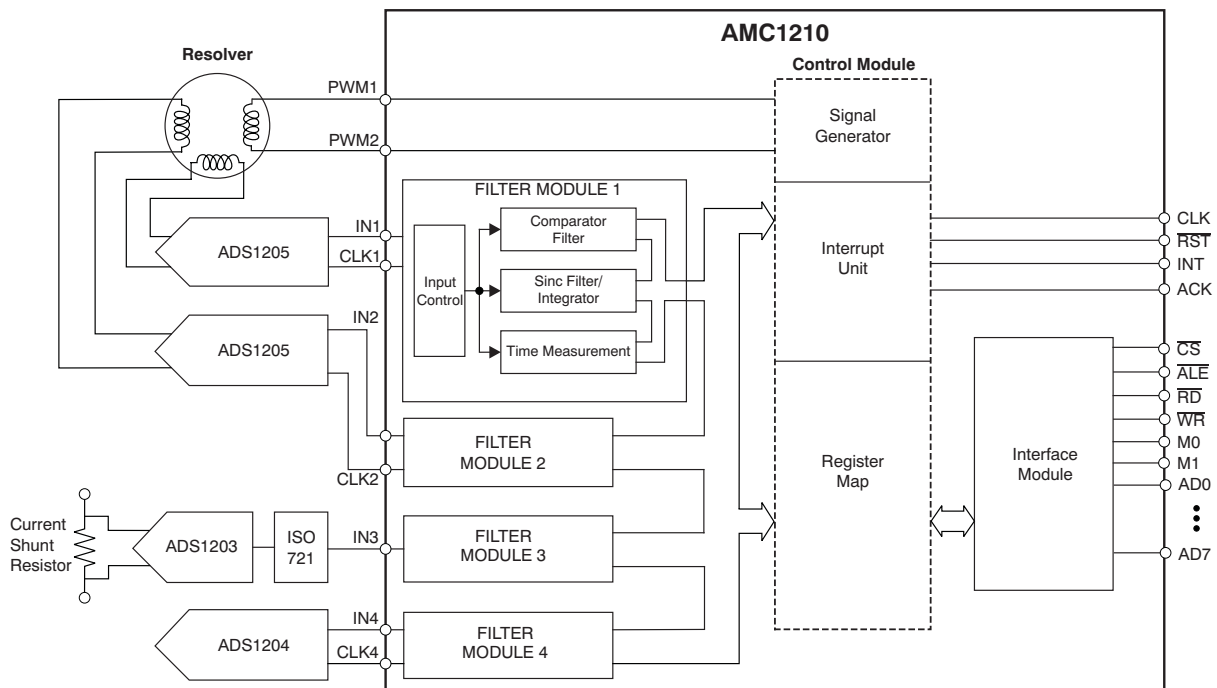 AMC1210
Resolver
Control Module
PWM1
Signal
Generator
PWM2
FILTER MODULE 1
IN1
CLK1
ADS1205
Input
Control
Comparator
Filter
Sinc Filter/
Integrator
Time Measurement
Interrupt
Unit
CLK
RST
INT
ACK
IN2
ADS1205
CLK2
FILTER
MODULE 2
Register
Map
Interface
Module
CS
ALE
RD
WR
M0
M1
AD0
AD7
Current
Shunt
Resistor
ADS1203
ISO
721
IN3
FILTER
MODULE 3
ADS1204
IN4
CLK4
FILTER
MODULE 4